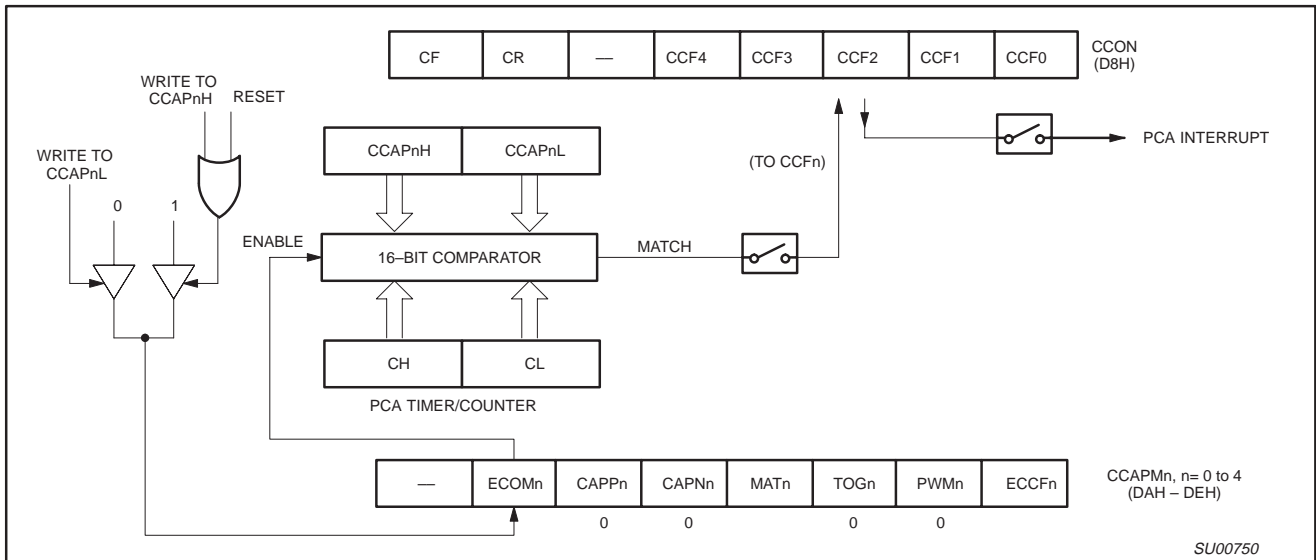 CF CR — CCF4 CCF3 CCF2 CCF1 CCF0
CCON
(D8H)
WRITE TO
CCAPnH
RESET
WRITE TO
CCAPnL
0 1
CCAPnH CCAPnL
(TO CCFn)
PCA INTERRUPT
ENABLE
16–BIT COMPARATOR
MATCH
CH CL
PCA TIMER/COUNTER
— ECOMn CAPPn CAPNn MATn TOGn PWMn ECCFn
CCAPMn, n= 0 to 4
(DAH – DEH)
0 0 0 0
SU00750